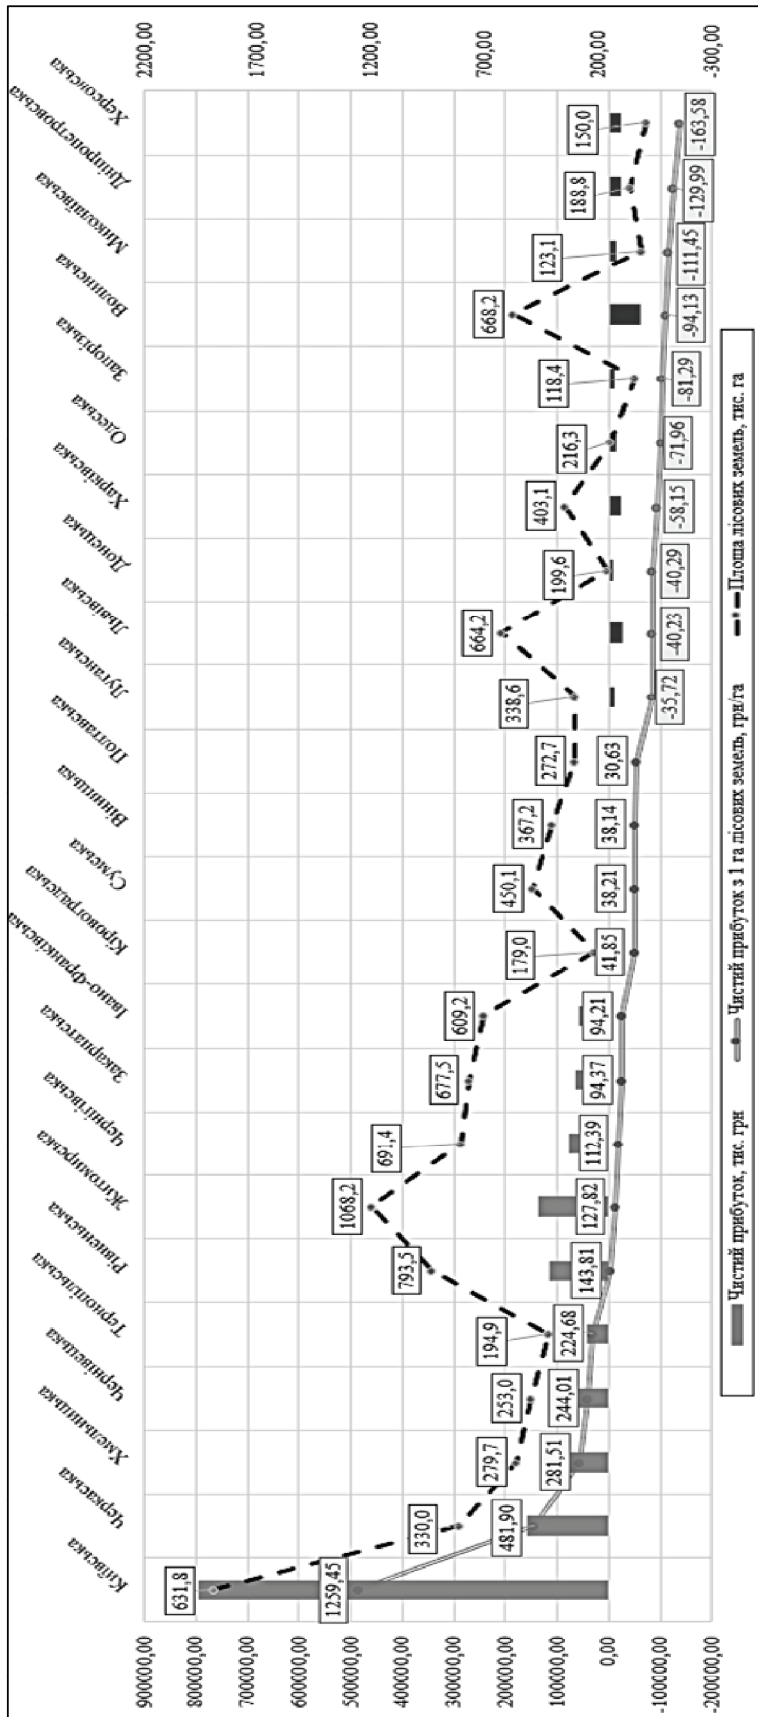 Київська
Черкаська
Хмельницька
Чернівецька
Тернопільська
Рівненська
Житомирська
Чернігівська
Закарпатська
Івано-франківська
Кіровоградська
Сумська
Вінницька
Полтавська
Луганська
Львівська
Донецька
Харківська
Одеська
Запорізька
Волинська
Миколаївська
Дніпропетровська
Херсонська
900000,00
800000,00
700000,00
600000,00
500000,00
400000,00
300000,00
200000,00
100000,00
0,00
-100000,00
-200000,00
2200,00
1700,00
1200,00
700,00
200,00
-300,00
631,8
330,0
279,7
253,0
194,9
793,5
1068,2
691,4
677,5
609,2
179,0
450,1
367,2
272,7
338,6
664,2
199,6
403,1
216,3
118,4
668,2
123,1
188,8
150,0
1259,45
481,90
281,51
244,01
224,68
143,81
127,82
112,39
94,37
94,21
41,85
38,21
38,14
30,63
-35,72
-40,23
-40,29
-58,15
-71,96
-81,29
-94,13
-111,45
-129,99
-163,58
Чистий прибуток, тис. грн
Чистий прибуток з 1 га лісових земель, грн/га
Площа лісових земель, тис. га